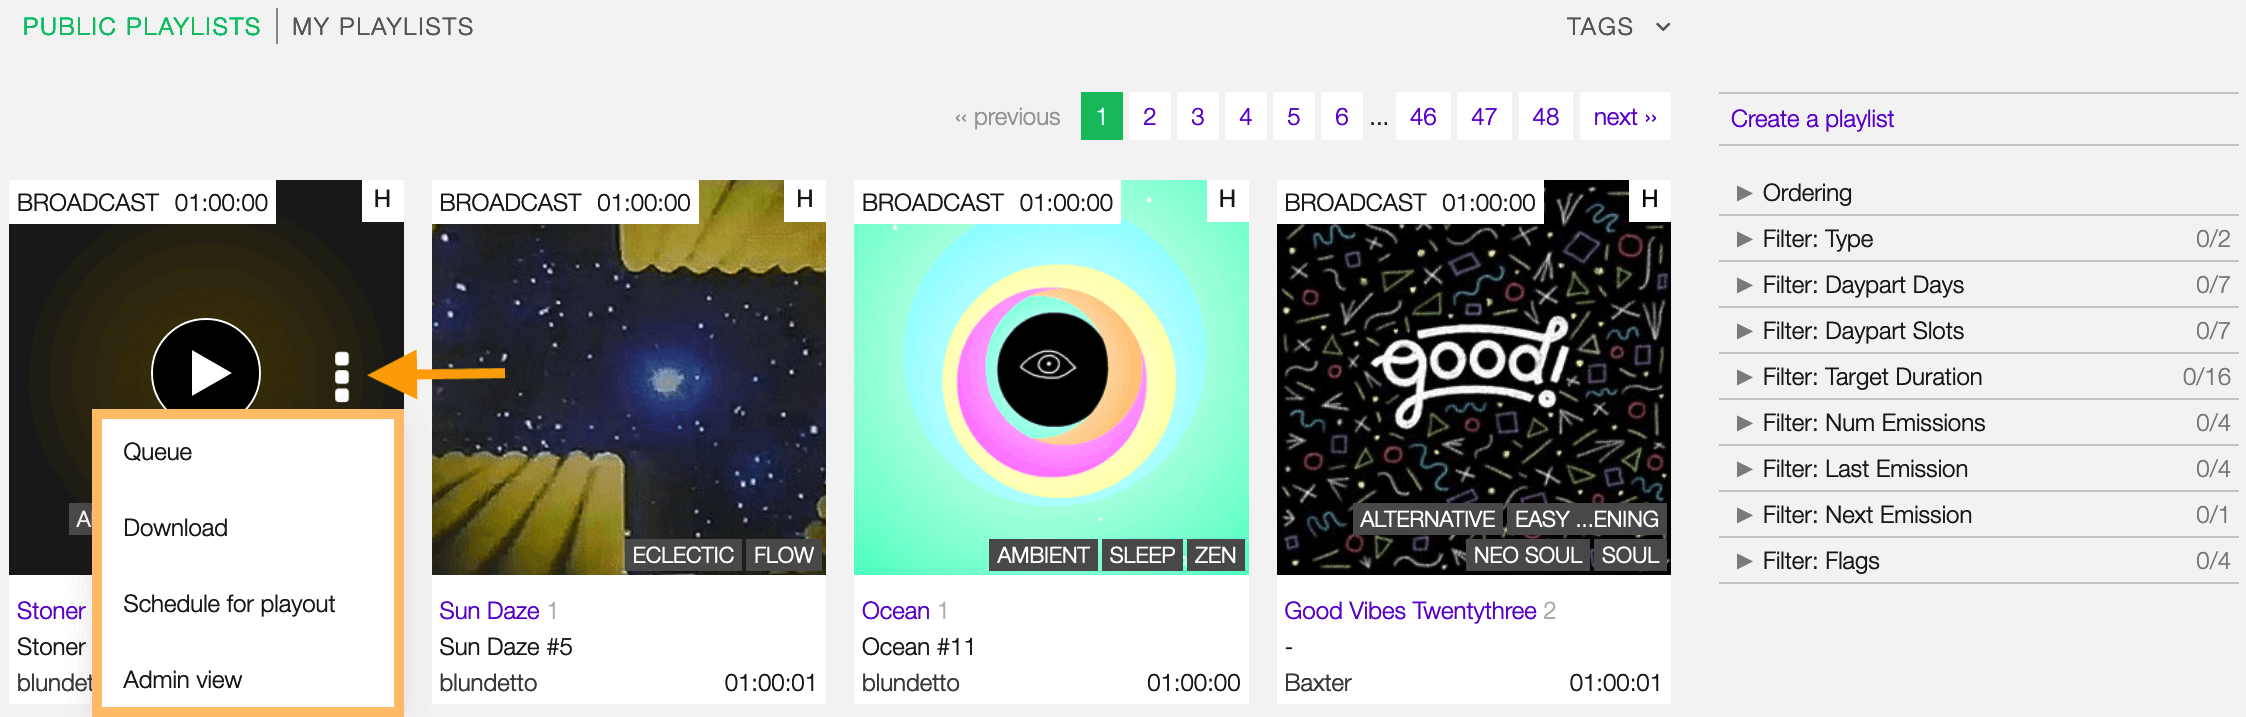 PUBLIC PLAYLISTS MY PLAYLISTS TAGS
‹‹ previous 1 2 3 4 5 6 ... 46 47 48 next ››
Create a playlist
BROADCAST 01:00:00 H
Queue
Download
Schedule for playout
Admin view
A
Stoner
Stoner
blundet
BROADCAST 01:00:00 H
ECLECTIC FLOW
Sun Daze 1
Sun Daze #5
blundetto 01:00:01
BROADCAST 01:00:00 H
AMBIENT SLEEP ZEN
Ocean 1
Ocean #11
blundetto 01:00:00
BROADCAST 01:00:00 H
good!
ALTERNATIVE EASY ...ENING
NEO SOUL SOUL
Good Vibes Twentythree 2
-
Baxter 01:00:01
Ordering
Filter: Type 0/2
Filter: Daypart Days 0/7
Filter: Daypart Slots 0/7
Filter: Target Duration 0/16
Filter: Num Emissions 0/4
Filter: Last Emission 0/4
Filter: Next Emission 0/1
Filter: Flags 0/4